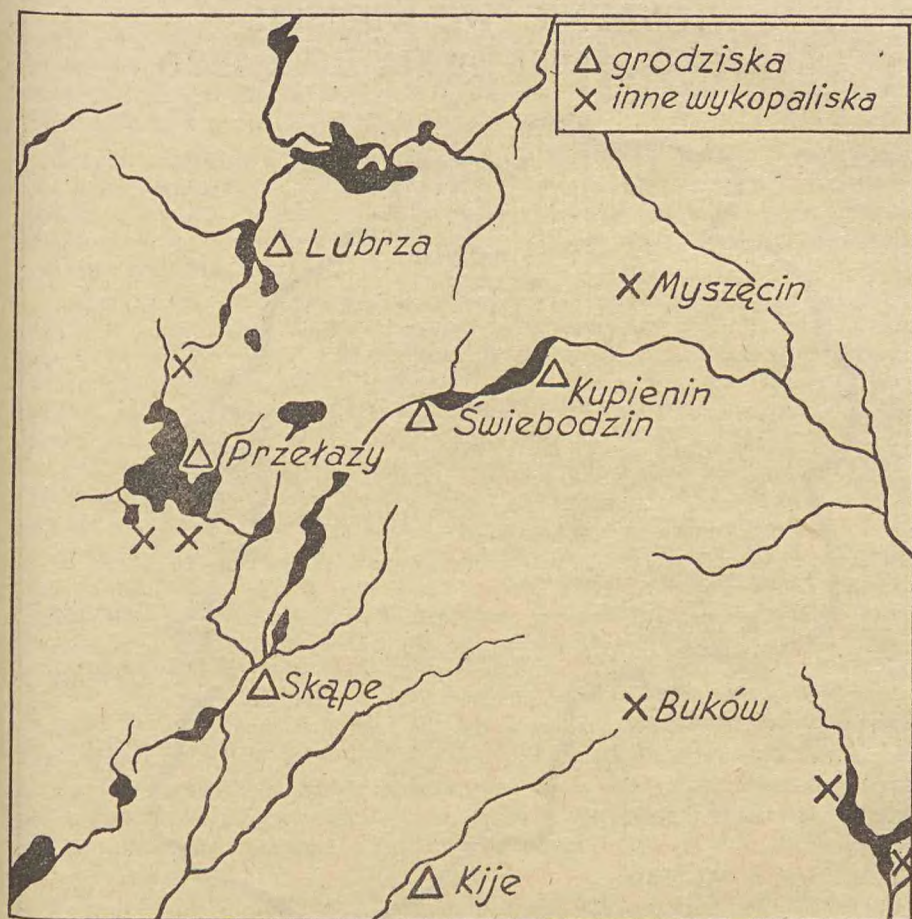 grodziska
inne wykopaliska
Lubrza
Myszęcin
Kupienin
Świebodzin
Przełazy
Skąpe
Buków
Kije